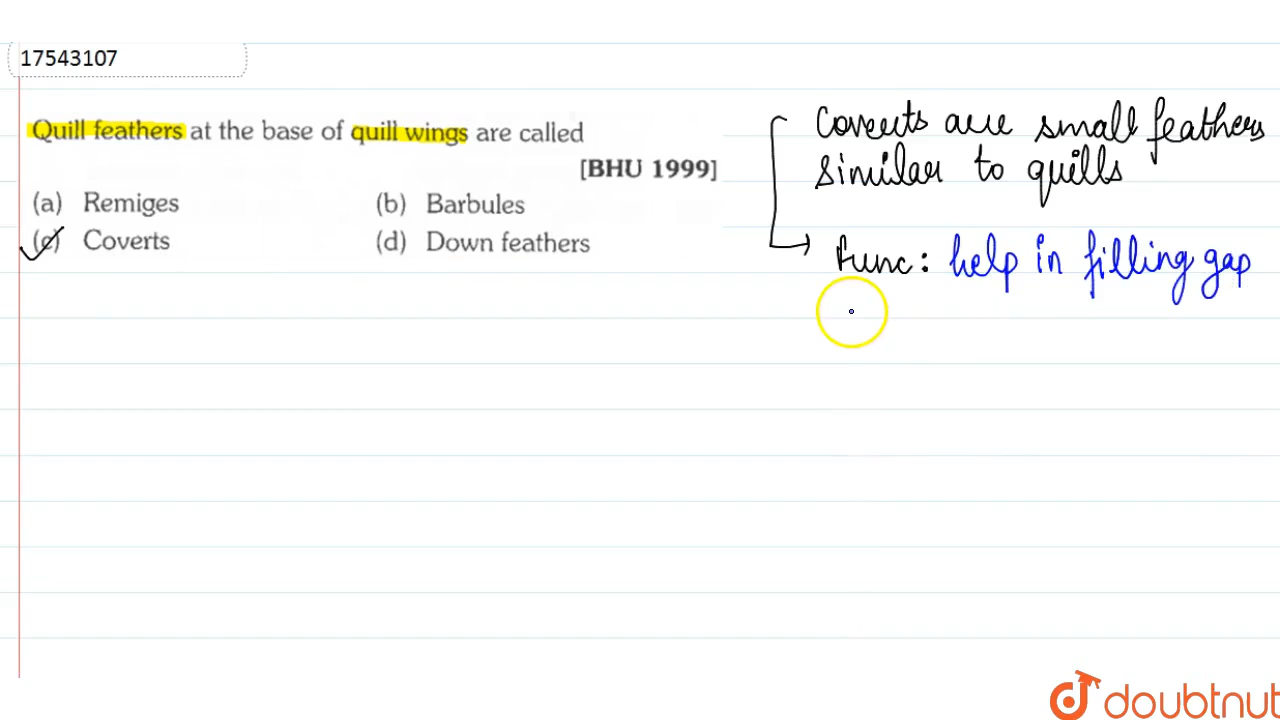 17543107
Quill feathers at the base of quill wings are called
[BHU 1999]
(a) Remiges
(b) Barbules
(c) Coverts
(d) Down feathers
Coverts are small feathers
similar to quills
func: help in filling gap
doubtnut